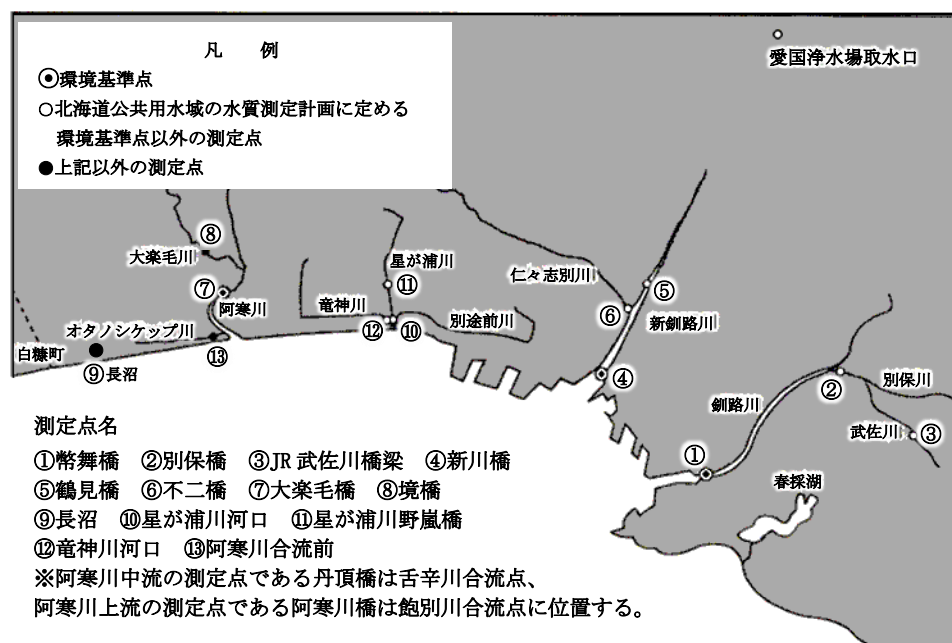 凡　例
◉環境基準点
○北海道公共用水域の水質測定計画に定める
環境基準点以外の測定点
●上記以外の測定点
愛国浄水場取水口
⑧
大楽毛川
星が浦川
仁々志別川
⑦
阿寒川
⑪
⑤
⑥
竜神川
別途前川
新釧路川
オタノシケップ川
⑫
⑩
白糠町
⑬
⑨長沼
④
②
別保川
釧路川
武佐川
③
①
春採湖
測定点名
①幣舞橋　②別保橋　③JR 武佐川橋梁　④新川橋
⑤鶴見橋　⑥不二橋　⑦大楽毛橋　⑧境橋
⑨長沼　⑩星が浦川河口　⑪星が浦川野嵐橋
⑫竜神川河口　⑬阿寒川合流前
※阿寒川中流の測定点である丹頂橋は舌辛川合流点、
阿寒川上流の測定点である阿寒川橋は飽別川合流点に位置する。